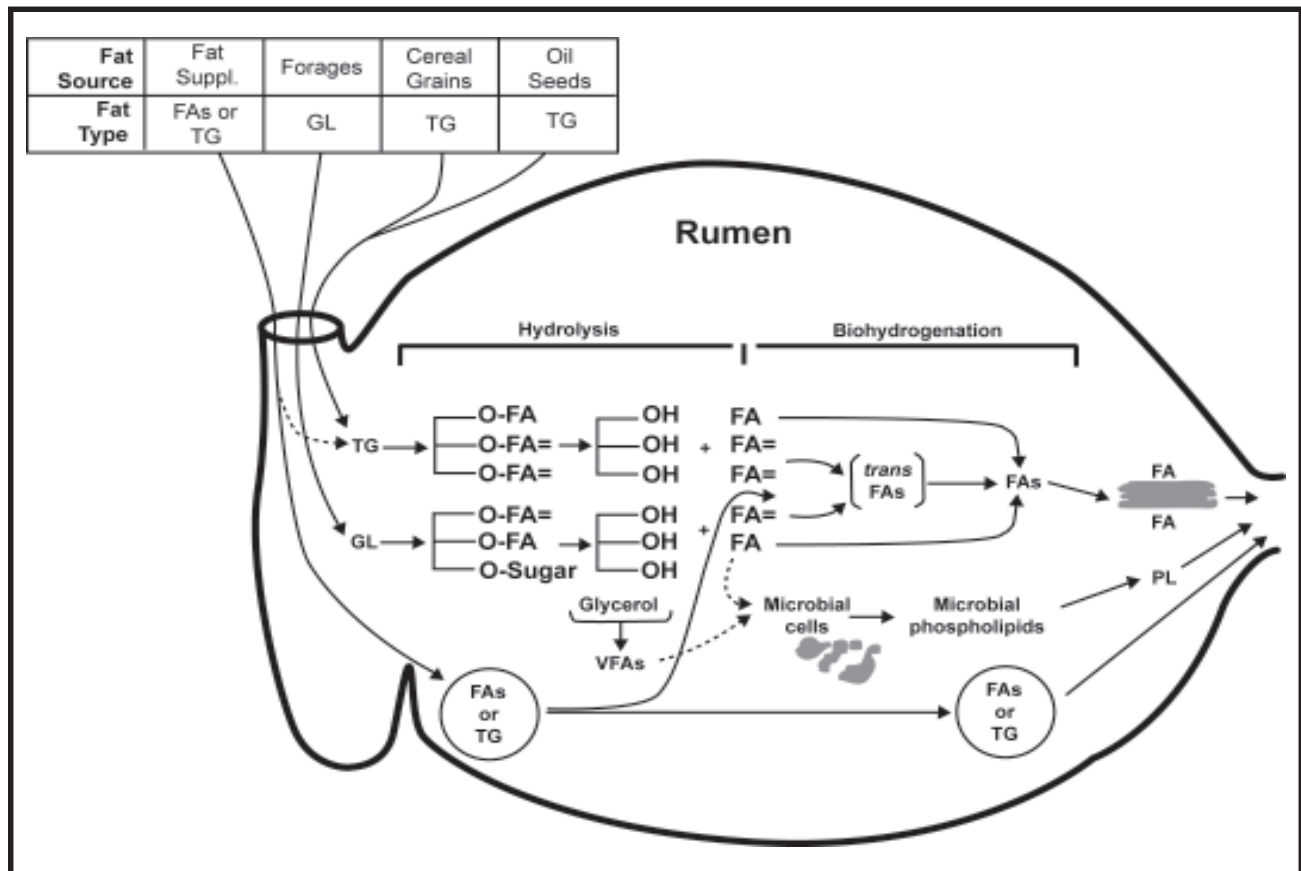 Fat Source
Fat Suppl.
Forages
Cereal Grains
Oil Seeds
Fat Type
FAs or TG
GL
TG
TG
Rumen
Hydrolysis
Biohydrogenation
TG
O-FA
O-FA=
O-FA=
OH
OH
OH
+
FA
FA=
FA=
trans
FAs
FAs
FA
FA
GL
O-FA=
O-FA
O-Sugar
OH
OH
OH
+
FA=
FA
Glycerol
VFAs
Microbial
cells
Microbial
phospholipids
PL
FAs
or
TG
FAs
or
TG